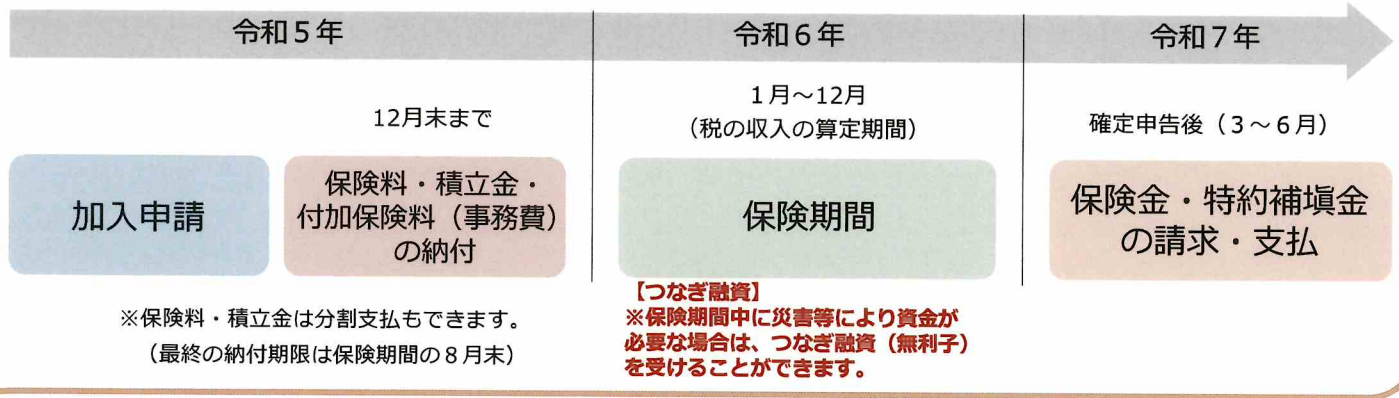 令和5年
令和6年
令和7年
12月末まで
1月~12月
(税の収入の算定期間)
確定申告後(3~6月)
加入申請
保険料・積立金・
付加保険料(事務費)
の納付
保険期間
保険金・特約補填金
の請求・支払
※保険料・積立金は分割支払もできます。
(最終の納付期限は保険期間の8月末)
【つなぎ融資】
※保険期間中に災害等により資金が
必要な場合は、つなぎ融資(無利子)
を受けることができます。